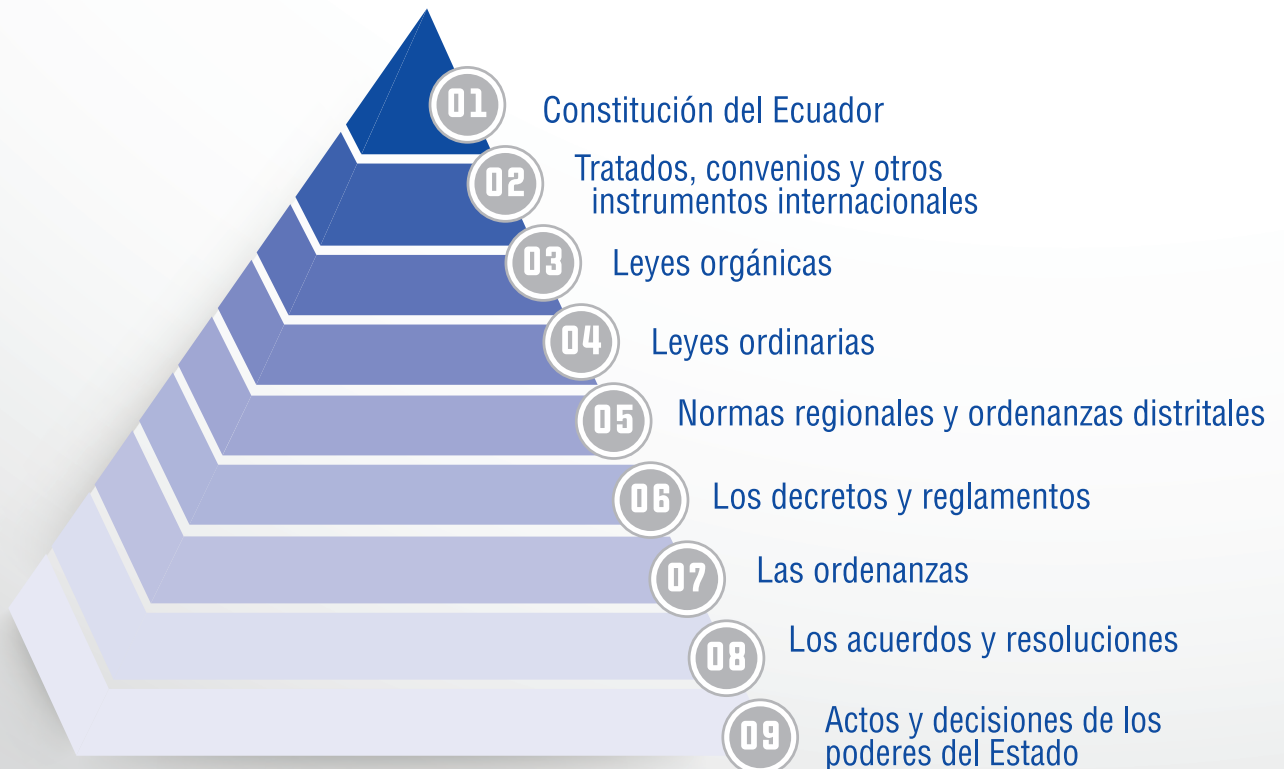 01
Constitución del Ecuador
02
Tratados, convenios y otros
instrumentos internacionales
03
Leyes orgánicas
04
Leyes ordinarias
05
Normas regionales y ordenanzas distritales
06
Los decretos y reglamentos
07
Las ordenanzas
08
Los acuerdos y resoluciones
09
Actos y decisiones de los
poderes del Estado